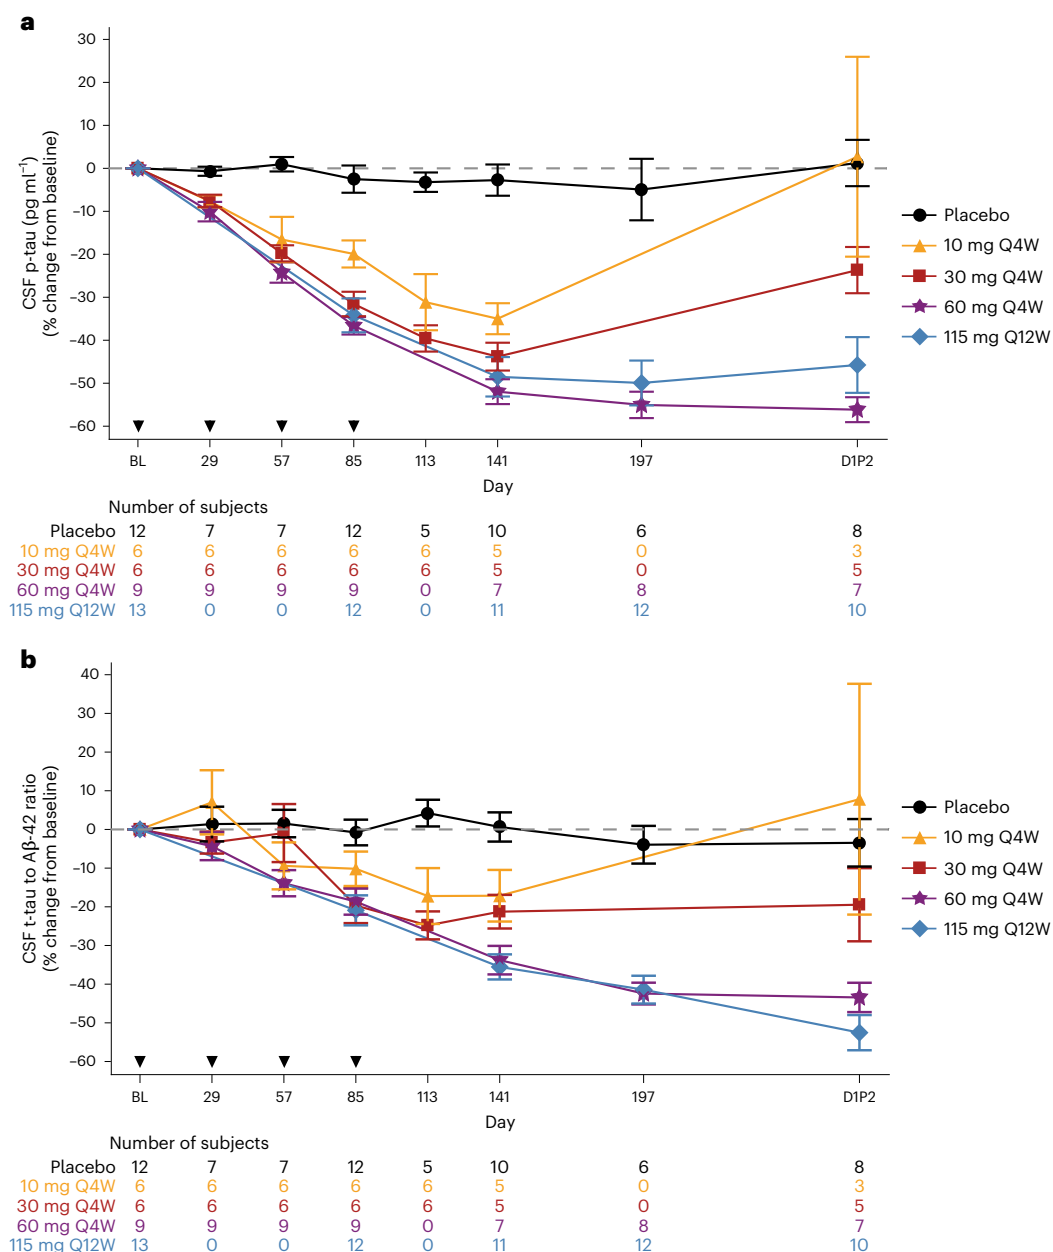 a
30
20
10
0
–10
–20
–30
–40
–50
–60
CSF p-tau (pg ml⁻¹)
(% change from baseline)
BL 29 57 85 113 141 197 D1P2
Day
Placebo
10 mg Q4W
30 mg Q4W
60 mg Q4W
115 mg Q12W
Number of subjects
Placebo 12 7 7 12 5 10 6 8
10 mg Q4W 6 6 6 6 6 5 0 3
30 mg Q4W 6 6 6 6 6 5 0 5
60 mg Q4W 9 9 9 9 0 7 8 7
115 mg Q12W 13 0 0 12 0 11 12 10
b
40
30
20
10
0
–10
–20
–30
–40
–50
–60
CSF t-tau to Aβ-42 ratio
(% change from baseline)
BL 29 57 85 113 141 197 D1P2
Day
Placebo
10 mg Q4W
30 mg Q4W
60 mg Q4W
115 mg Q12W
Number of subjects
Placebo 12 7 7 12 5 10 6 8
10 mg Q4W 6 6 6 6 6 5 0 3
30 mg Q4W 6 6 6 6 6 5 0 5
60 mg Q4W 9 9 9 9 0 7 8 7
115 mg Q12W 13 0 0 12 0 11 12 10